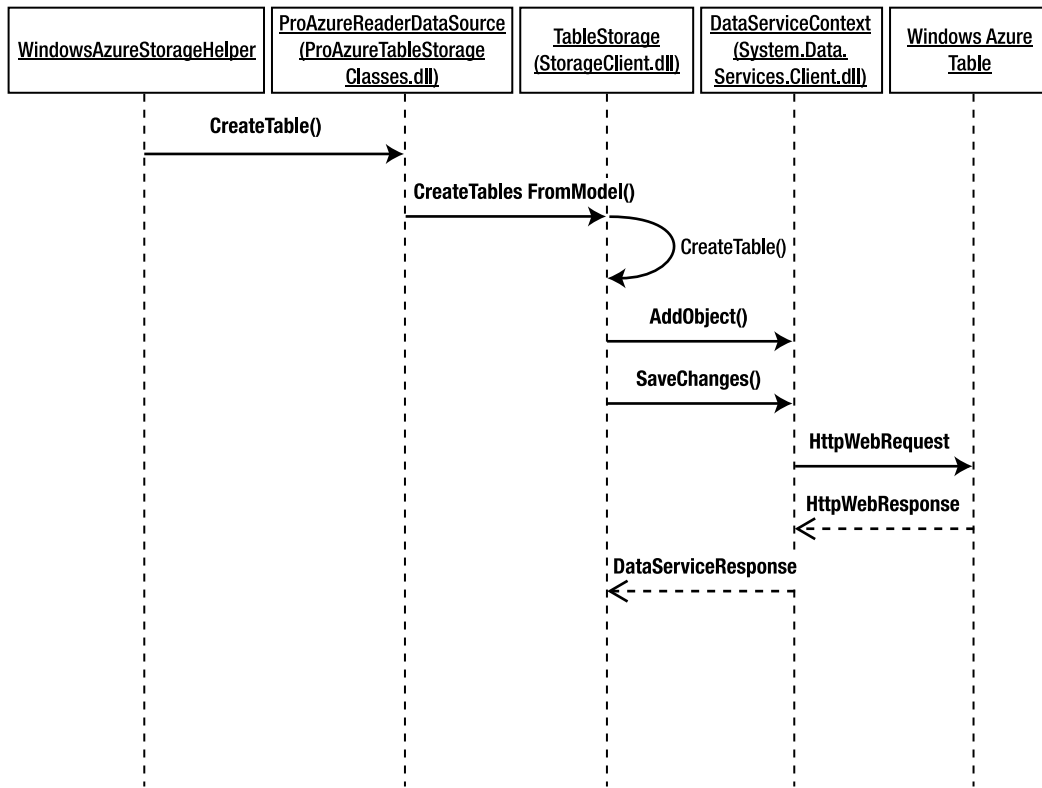 WindowsAzureStorageHelper
ProAzureReaderDataSource
(ProAzureTableStorage
Classes.dll)
TableStorage
(StorageClient.dll)
DataServiceContext
(System.Data.
Services.Client.dll)
Windows Azure
Table
CreateTable()
CreateTables FromModel()
CreateTable()
AddObject()
SaveChanges()
HttpWebRequest
HttpWebResponse
DataServiceResponse